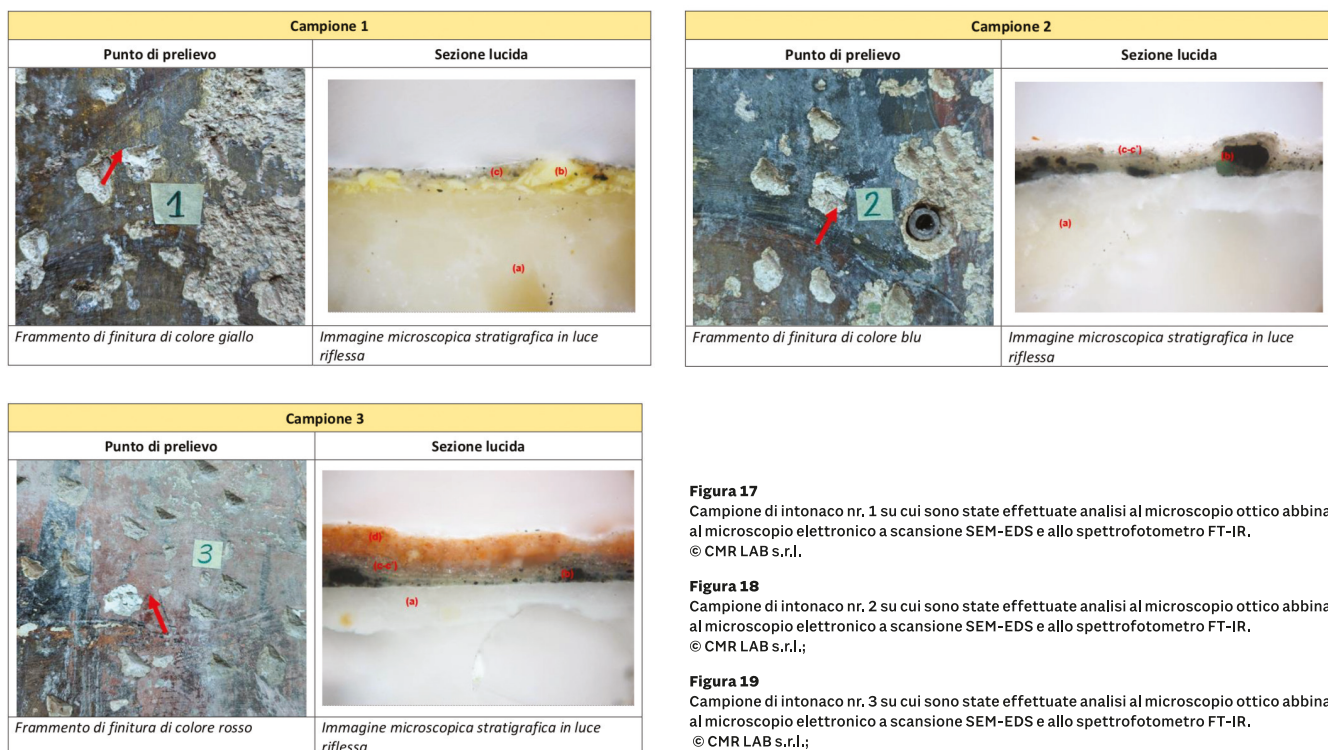 Campione 1
Punto di prelievo
Sezione lucida
1
(c)
(b)
(a)
Frammento di finitura di colore giallo
Immagine microscopica stratigrafica in luce
riflessa
Campione 2
Punto di prelievo
Sezione lucida
2
(c-c')
(b)
(a)
Frammento di finitura di colore blu
Immagine microscopica stratigrafica in luce
riflessa
Campione 3
Punto di prelievo
Sezione lucida
3
(d)
(c-c')
(b)
(a)
Frammento di finitura di colore rosso
Immagine microscopica stratigrafica in luce
riflessa
Figura 17
Campione di intonaco nr. 1 su cui sono state effettuate analisi al microscopio ottico abbina
al microscopio elettronico a scansione SEM-EDS e allo spettrofotometro FT-IR.
© CMR LAB s.r.l.
Figura 18
Campione di intonaco nr. 2 su cui sono state effettuate analisi al microscopio ottico abbina
al microscopio elettronico a scansione SEM-EDS e allo spettrofotometro FT-IR.
© CMR LAB s.r.l.;
Figura 19
Campione di intonaco nr. 3 su cui sono state effettuate analisi al microscopio ottico abbina
al microscopio elettronico a scansione SEM-EDS e allo spettrofotometro FT-IR.
© CMR LAB s.r.l.;